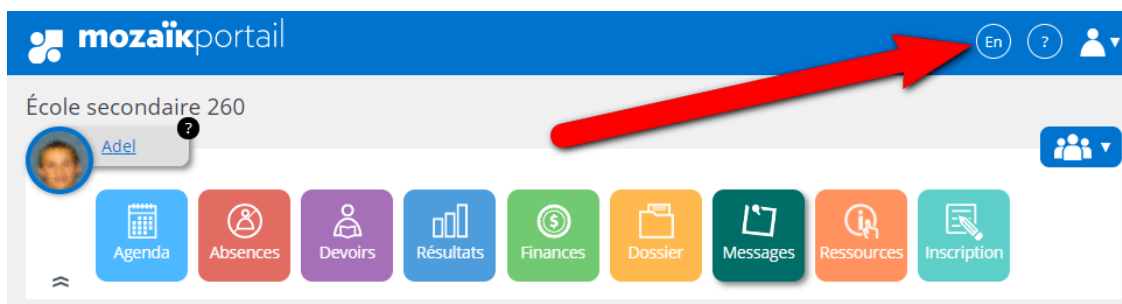 mozaïkportail
En ?
École secondaire 260
?
Adel
Agenda Absences Devoirs Résultats Finances Dossier Messages Ressources Inscription